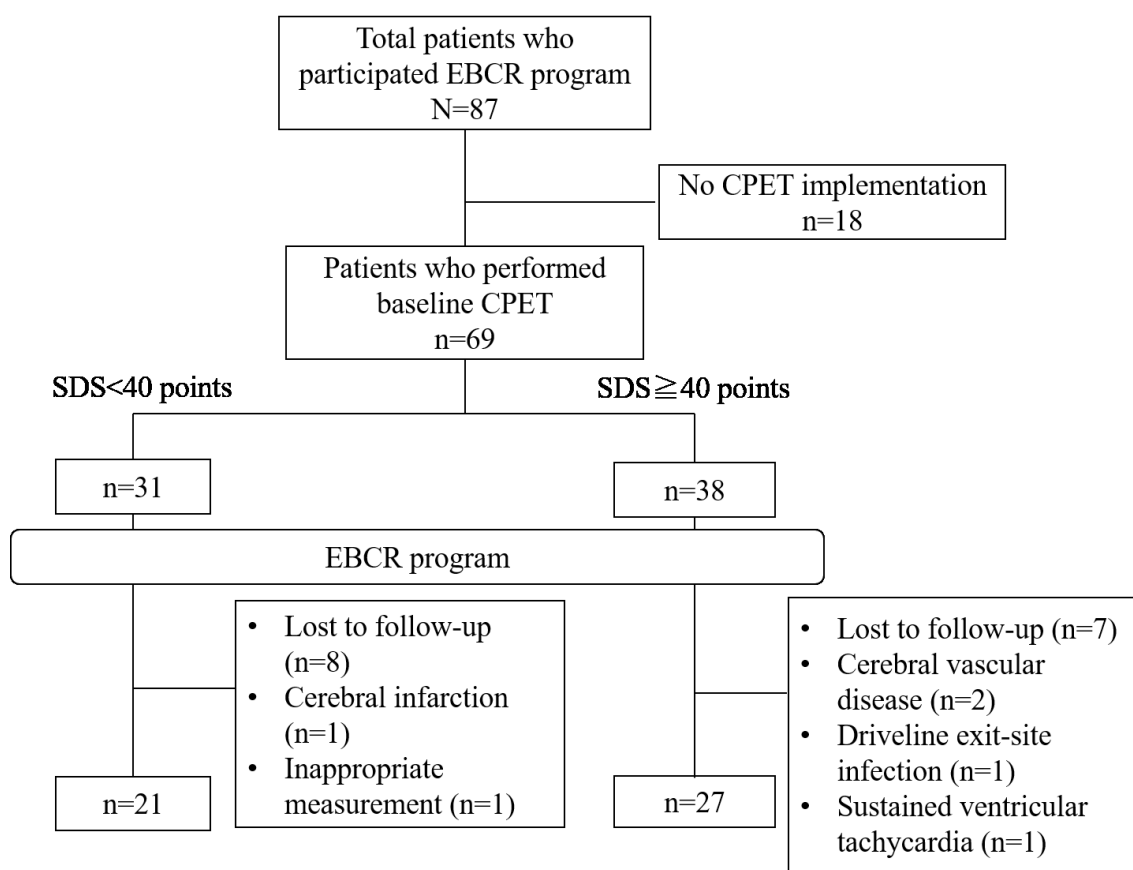 Total patients who
participated EBCR program
N=87
No CPET implementation
n=18
Patients who performed
baseline CPET
n=69
SDS<40 points
SDS≧40 points
n=31
n=38
EBCR program
• Lost to follow-up
(n=8)
• Cerebral infarction
(n=1)
• Inappropriate
measurement (n=1)
• Lost to follow-up (n=7)
• Cerebral vascular
disease (n=2)
• Driveline exit-site
infection (n=1)
• Sustained ventricular
tachycardia (n=1)
n=21
n=27